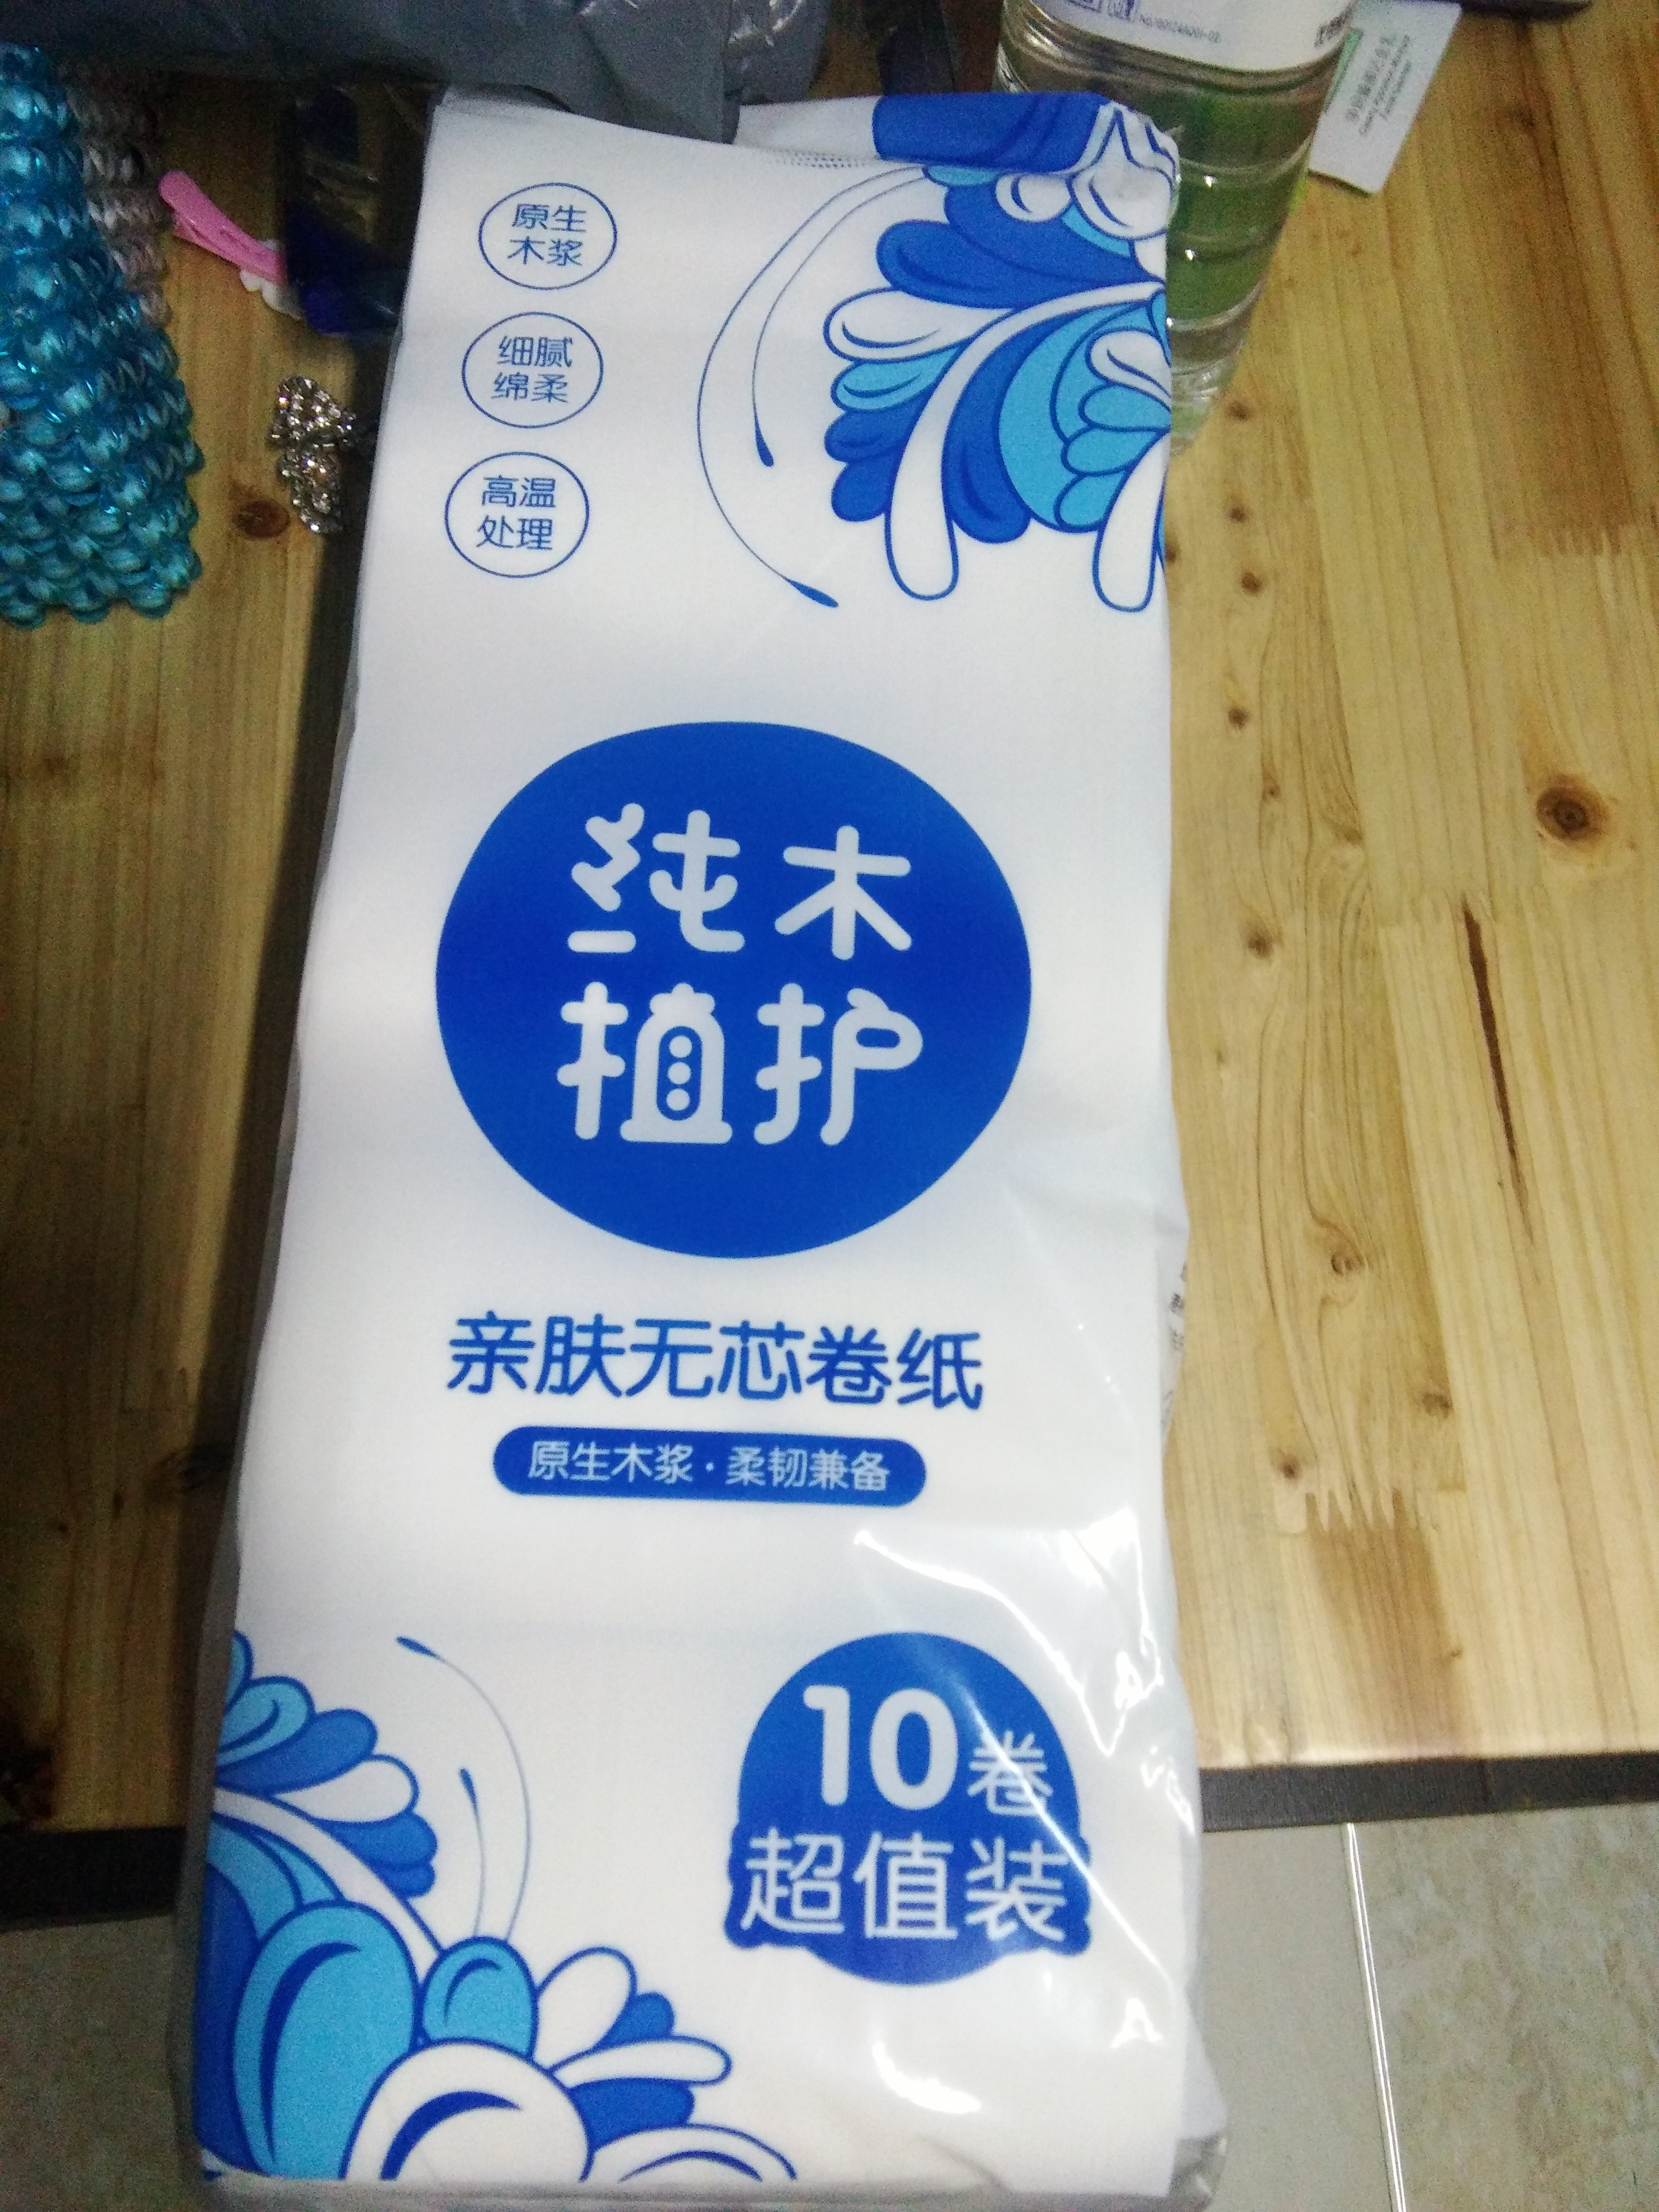 原生
木浆
细腻
绵柔
高温
处理
纯木
植护
亲肤无芯卷纸
原生木浆·柔韧兼备
10卷
超值装